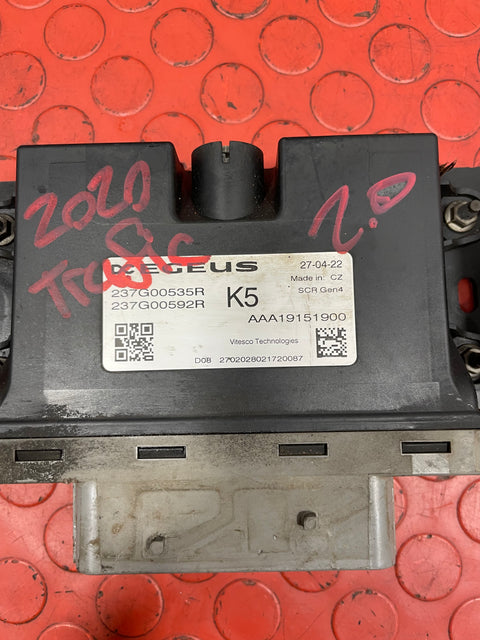 2020
Trafic
2.0
EGEUS
27-04-22
237G00535R
237G00592R
K5
Made in: CZ
SCR Gen4
AAA19151900
Vitesco Technologies
D0B 2702028021720087